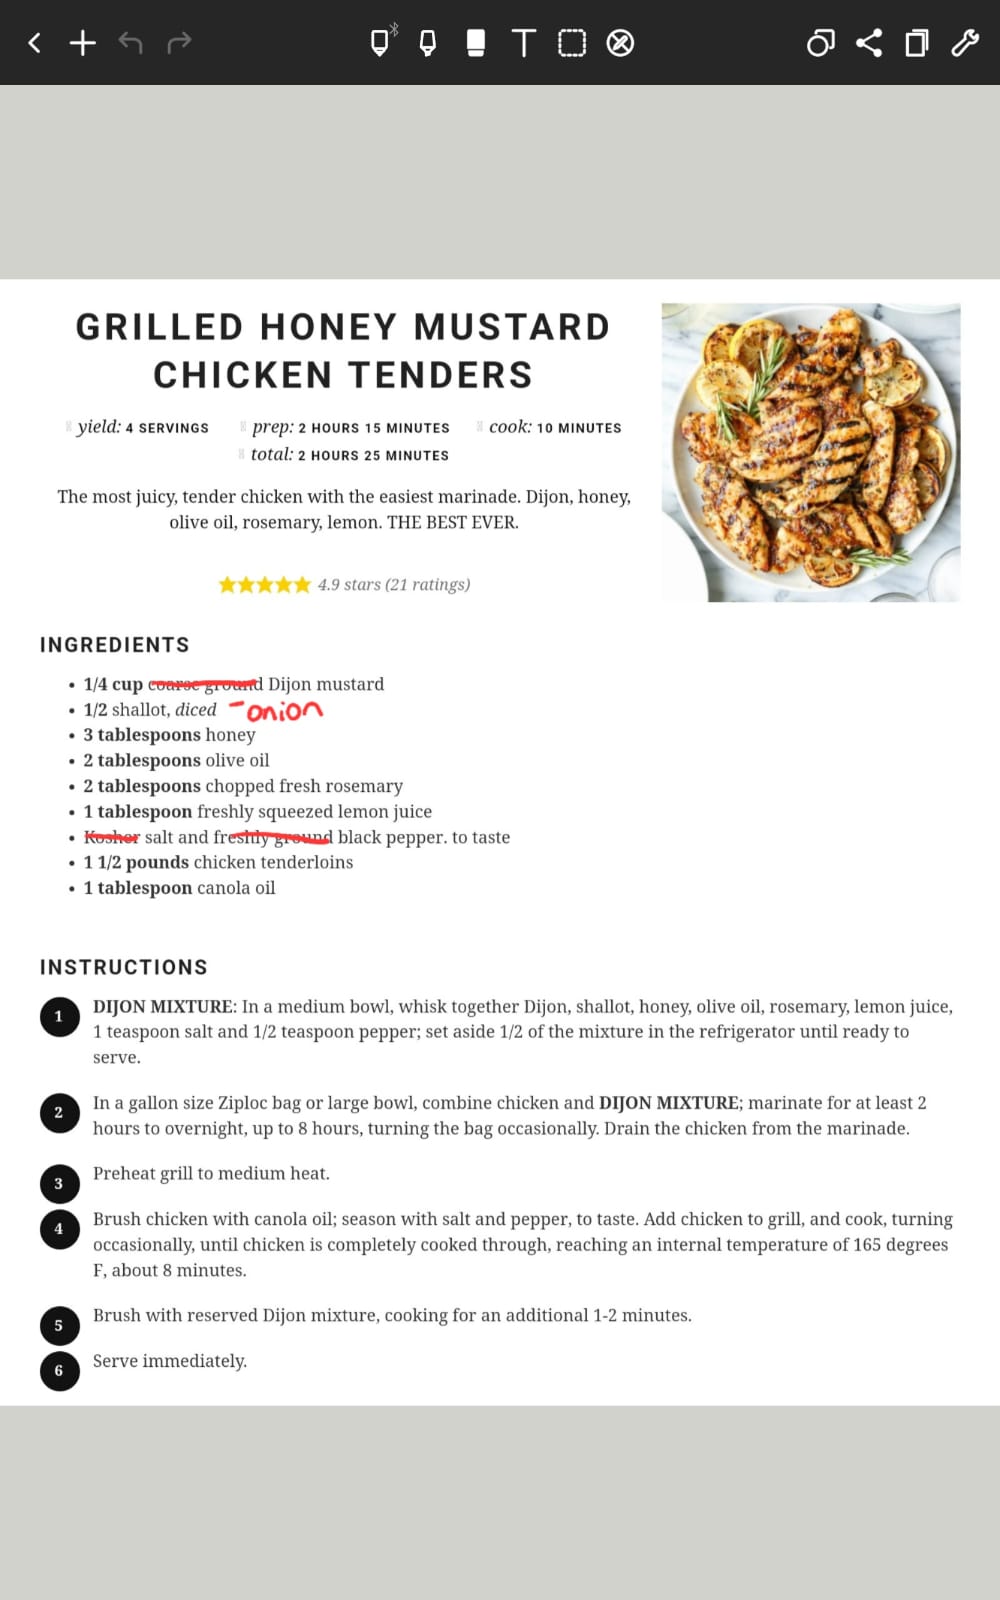 GRILLED HONEY MUSTARD
CHICKEN TENDERS
yield: 4 SERVINGS prep: 2 HOURS 15 MINUTES cook: 10 MINUTES
total: 2 HOURS 25 MINUTES
The most juicy, tender chicken with the easiest marinade. Dijon, honey,
olive oil, rosemary, lemon. THE BEST EVER.
4.9 stars (21 ratings)
INGREDIENTS
• 1/4 cup coarse ground Dijon mustard
• 1/2 shallot, diced - onion
• 3 tablespoons honey
• 2 tablespoons olive oil
• 2 tablespoons chopped fresh rosemary
• 1 tablespoon freshly squeezed lemon juice
• Kosher salt and freshly ground black pepper. to taste
• 1 1/2 pounds chicken tenderloins
• 1 tablespoon canola oil
INSTRUCTIONS
1 DIJON MIXTURE: In a medium bowl, whisk together Dijon, shallot, honey, olive oil, rosemary, lemon juice,
1 teaspoon salt and 1/2 teaspoon pepper; set aside 1/2 of the mixture in the refrigerator until ready to
serve.
2 In a gallon size Ziploc bag or large bowl, combine chicken and DIJON MIXTURE; marinate for at least 2
hours to overnight, up to 8 hours, turning the bag occasionally. Drain the chicken from the marinade.
3 Preheat grill to medium heat.
4 Brush chicken with canola oil; season with salt and pepper, to taste. Add chicken to grill, and cook, turning
occasionally, until chicken is completely cooked through, reaching an internal temperature of 165 degrees
F, about 8 minutes.
5 Brush with reserved Dijon mixture, cooking for an additional 1-2 minutes.
6 Serve immediately.